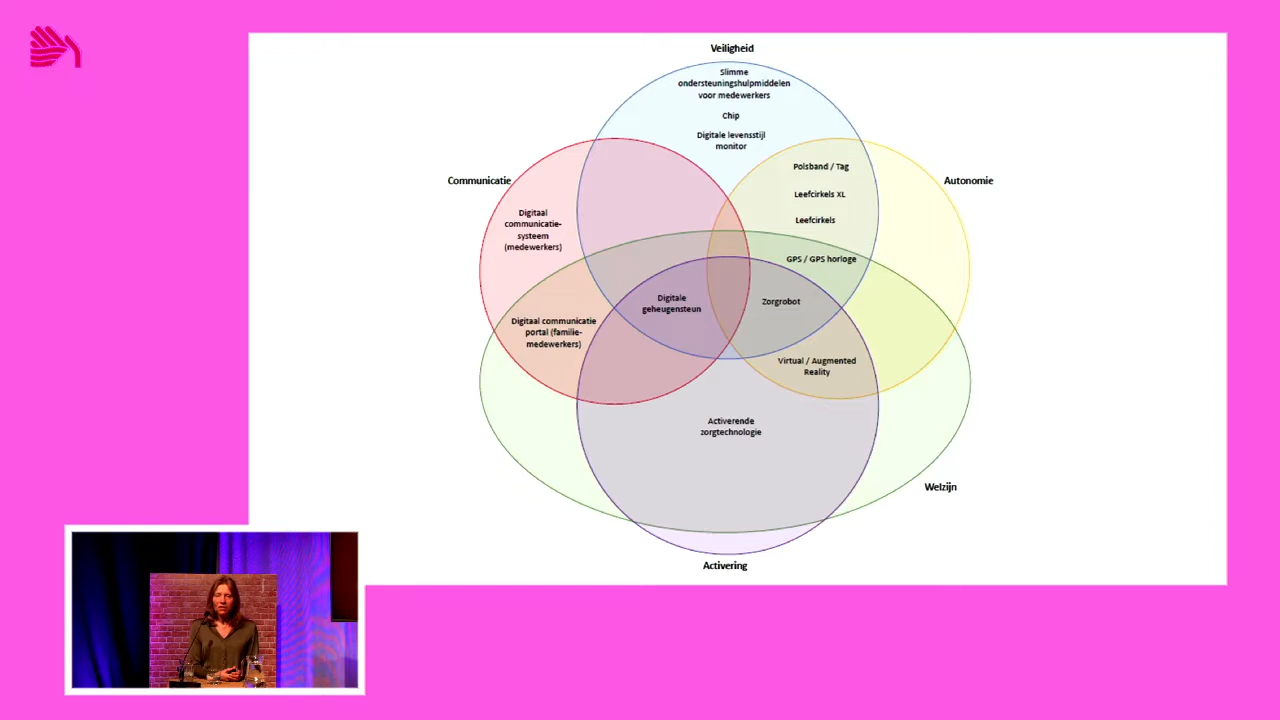 Veiligheid
Slimme
ondersteuningshulpmiddelen
voor medewerkers
Chip
Digitale levensstijl
monitor
Polsband / Tag
Communicatie
Autonomie
Leefcirkels XL
Digitaal
communicatie-
systeem
(medewerkers)
Leefcirkels
GPS / GPS horloge
Digitale
geheugensteun
Zorgrobot
Digitaal communicatie
portal (familie-
medewerkers)
Virtual / Augmented
Reality
Activerende
zorgtechnologie
Welzijn
Activering